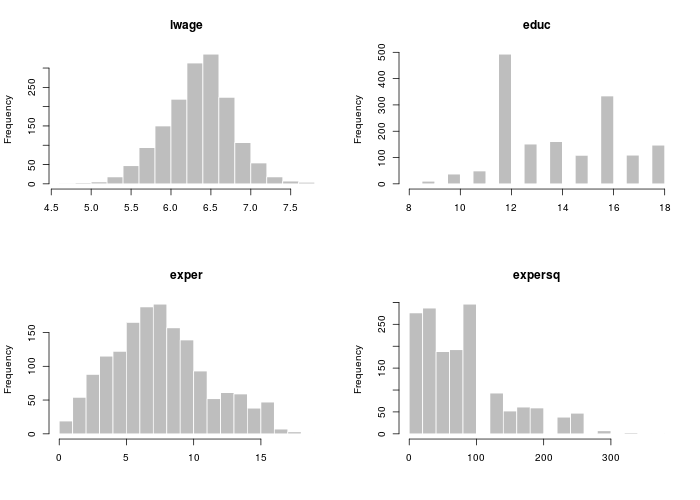 lwage
Frequency
0 50 150 250
4.5 5.0 5.5 6.0 6.5 7.0 7.5
educ
Frequency
0 100 200 300 400 500
8 10 12 14 16 18
exper
Frequency
0 50 100 150
0 5 10 15
expersq
Frequency
0 50 150 250
0 100 200 300